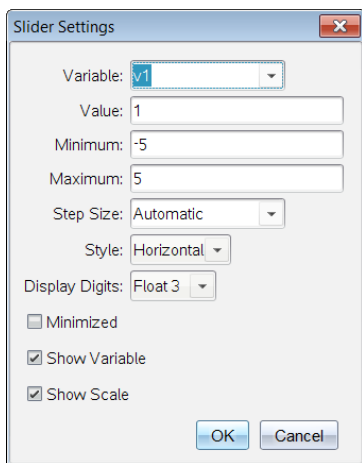 Slider Settings
Variable: v1
Value: 1
Minimum: -5
Maximum: 5
Step Size: Automatic
Style: Horizontal
Display Digits: Float 3
Minimized
Show Variable
Show Scale
OK Cancel